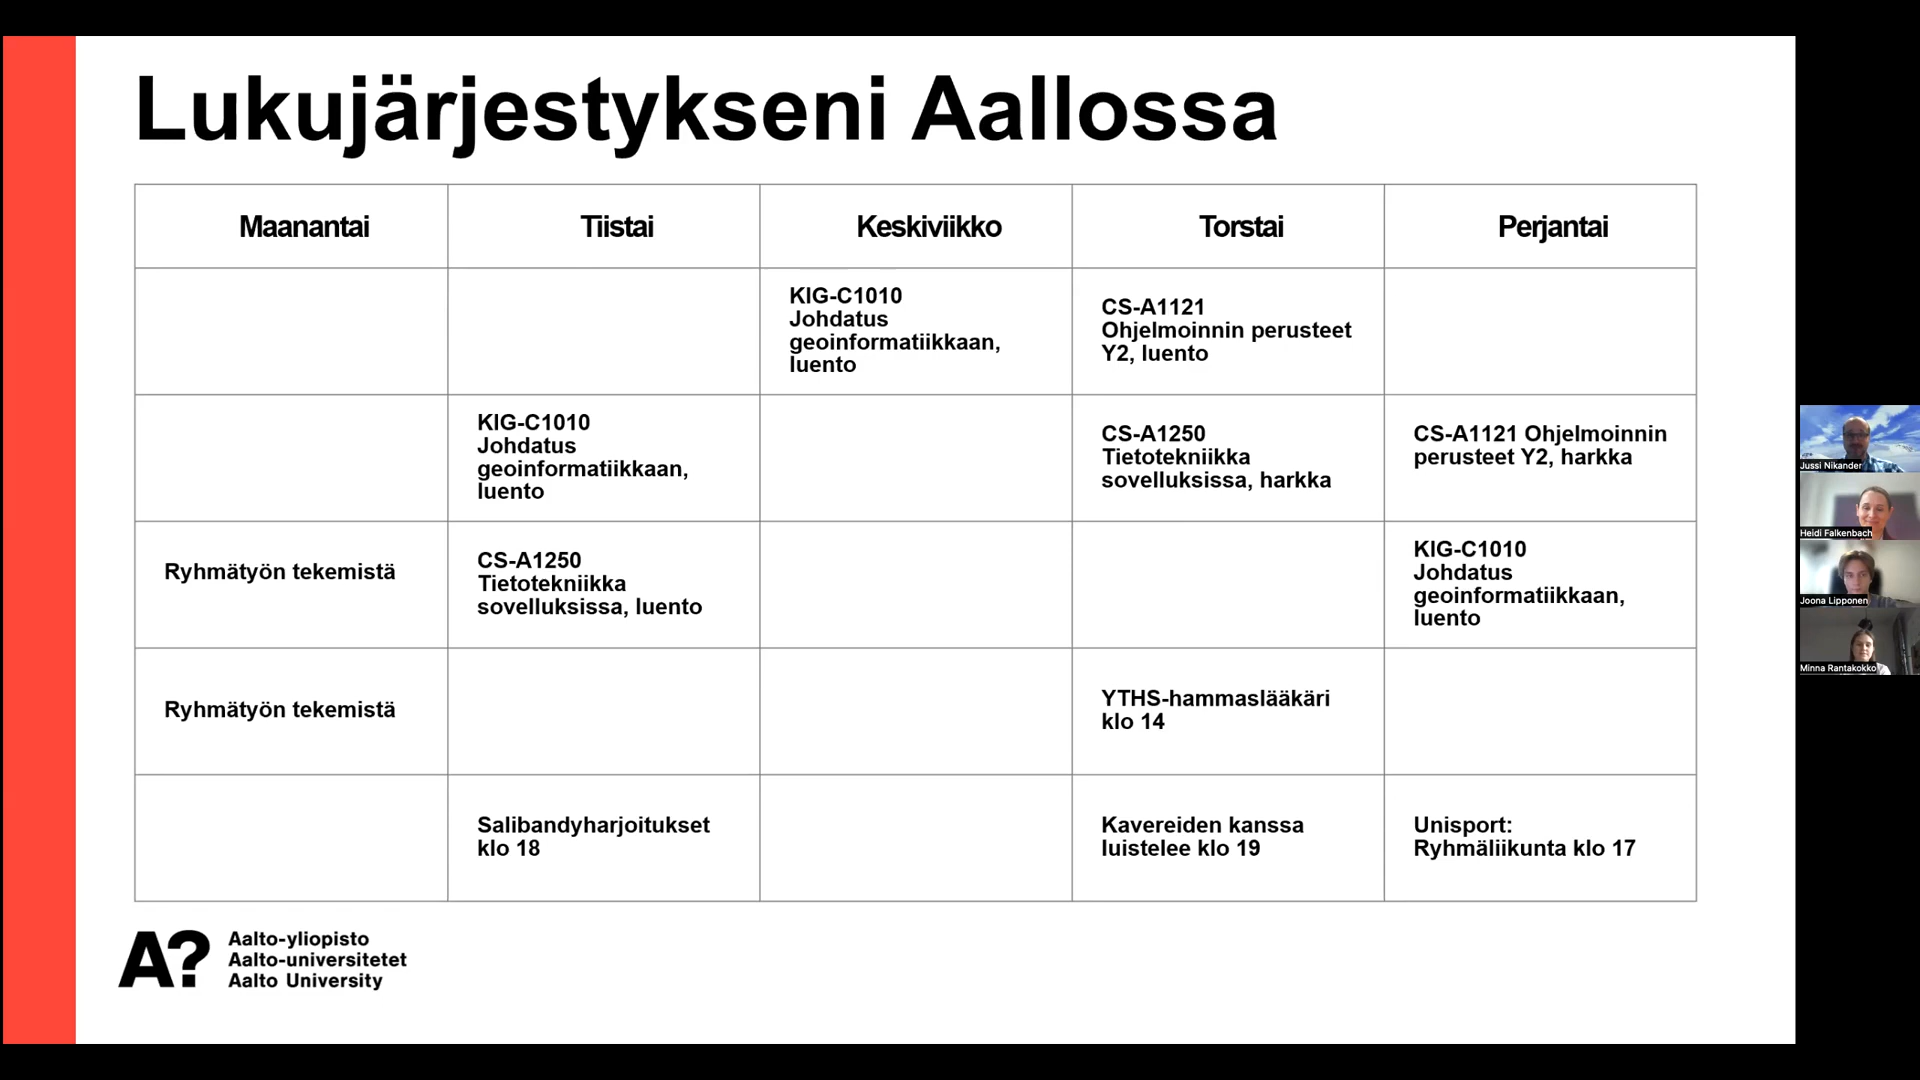 Lukujärjestykseni Aallossa
Maanantai
Tiistai
Keskiviikko
Torstai
Perjantai
KIG-C1010
Johdatus
geoinformatiikkaan,
luento
CS-A1121
Ohjelmoinnin perusteet
Y2, luento
KIG-C1010
Johdatus
geoinformatiikkaan,
luento
CS-A1250
Tietotekniikka
sovelluksissa, harkka
CS-A1121 Ohjelmoinnin
perusteet Y2, harkka
Ryhmätyön tekemistä
CS-A1250
Tietotekniikka
sovelluksissa, luento
KIG-C1010
Johdatus
geoinformatiikkaan,
luento
Ryhmätyön tekemistä
YTHS-hammaslääkäri
klo 14
Salibandyharjoitukset
klo 18
Kavereiden kanssa
luistelee klo 19
Unisport:
Ryhmäliikunta klo 17
A?
Aalto-yliopisto
Aalto-universitetet
Aalto University
Jussi Nikander
Heidi Falkenbach
Joona Lipponen
Minna Rantakokko